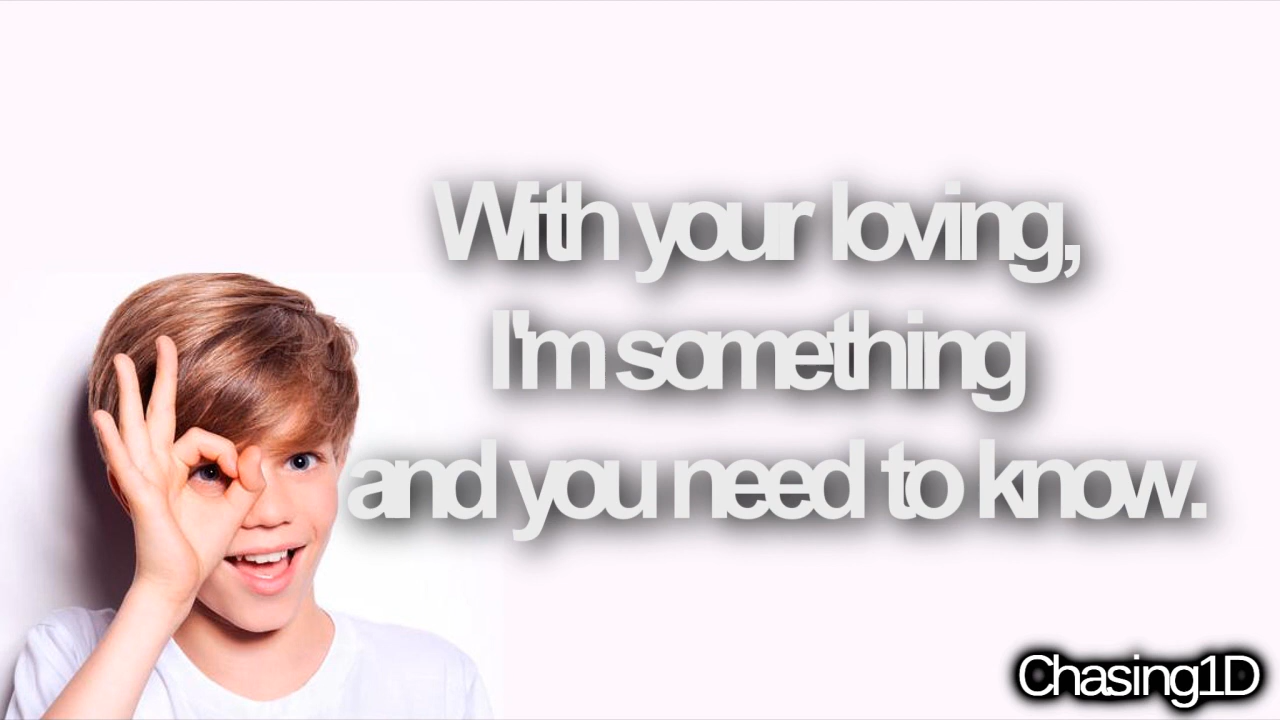 With your loving,
I'm something
and you need to know.
Chasing1D